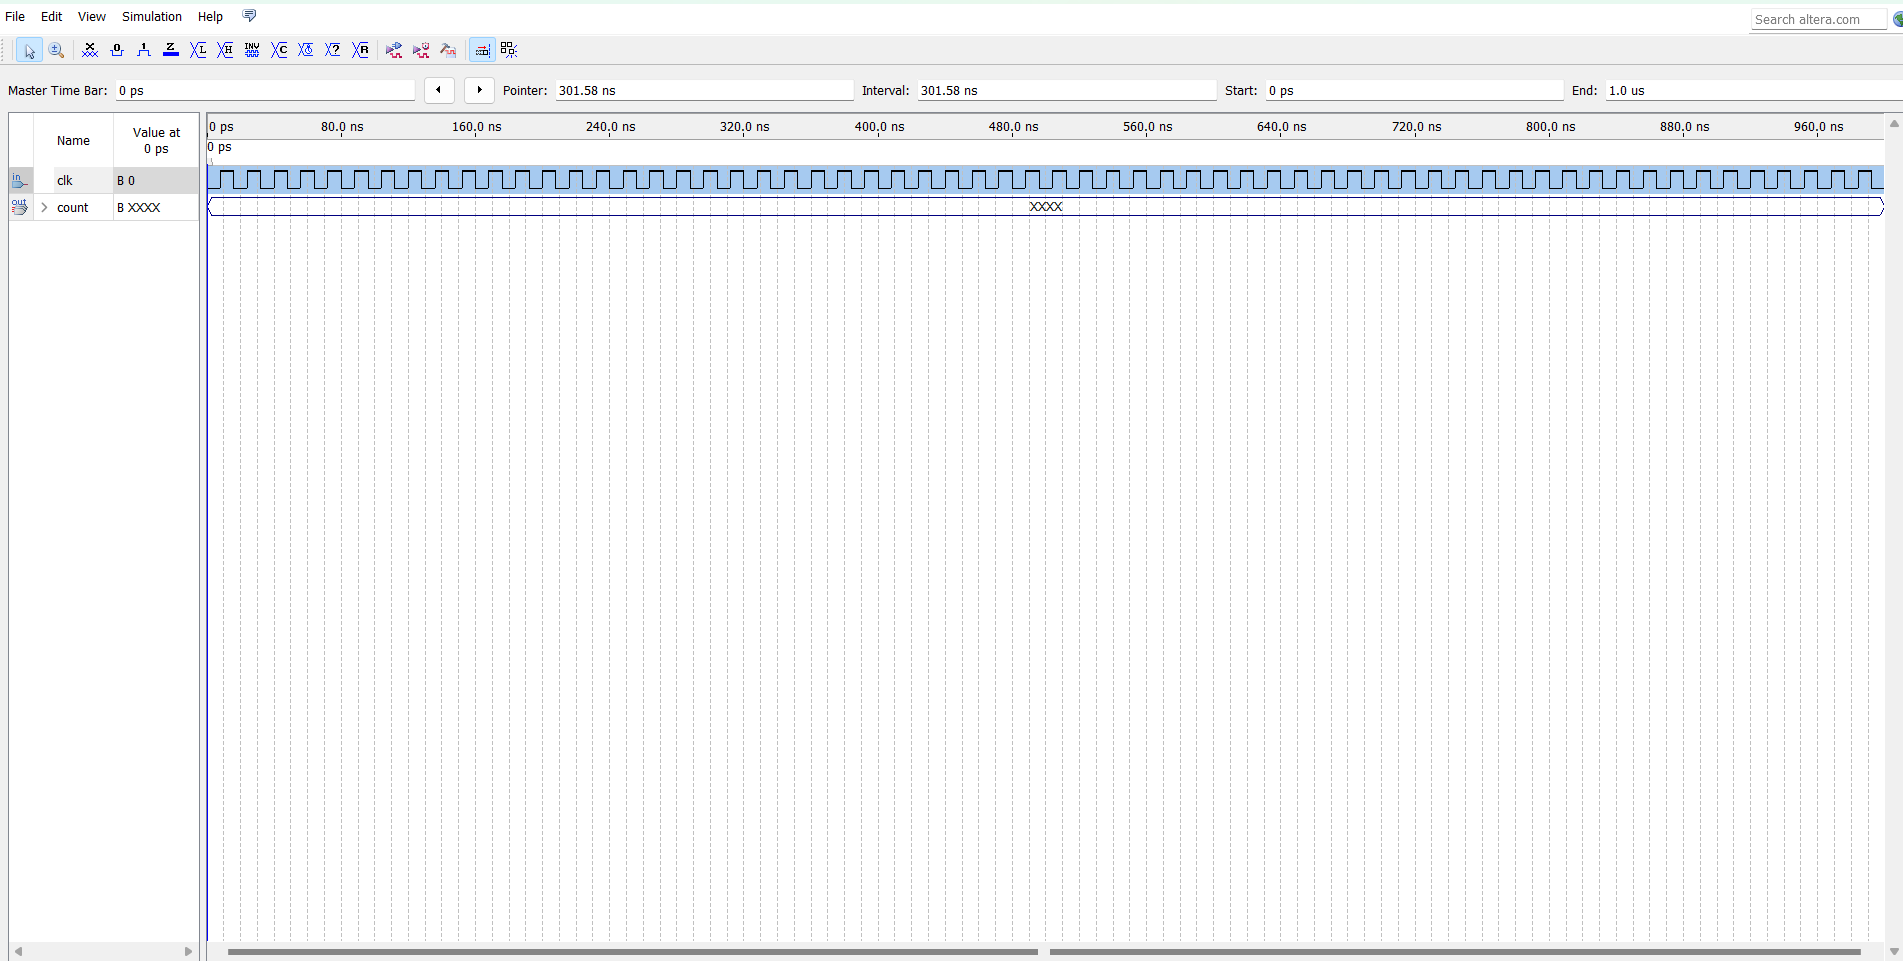 File Edit View Simulation Help
Search altera.com
X 0 1 Z L H INV C ? R
Master Time Bar: 0 ps Pointer: 301.58 ns Interval: 301.58 ns Start: 0 ps End: 1.0 us
Name Value at 0 ps
0 ps 80.0 ns 160.0 ns 240.0 ns 320.0 ns 400.0 ns 480.0 ns 560.0 ns 640.0 ns 720.0 ns 800.0 ns 880.0 ns 960.0 ns
0 ps
in clk B 0
out count B XXXX XXXX